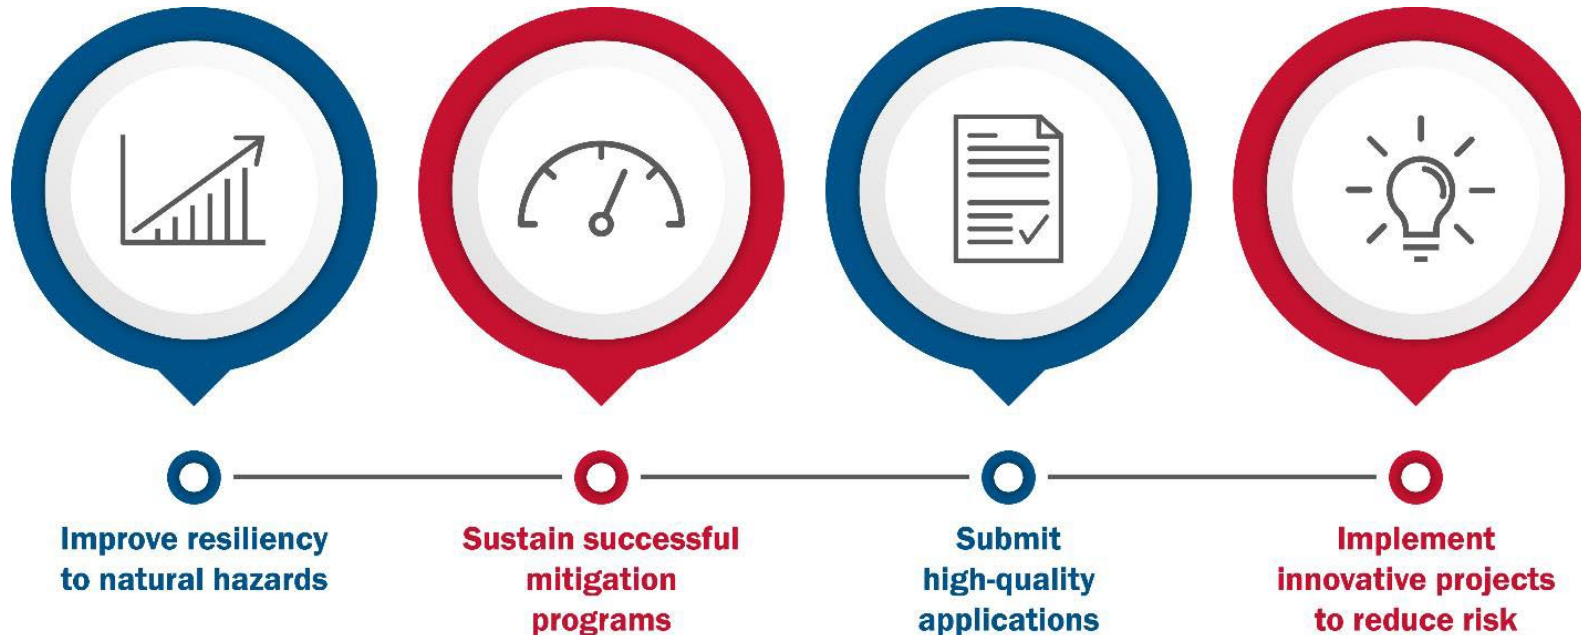 Improve resiliency
to natural hazards
Sustain successful
mitigation
programs
Submit
high-quality
applications
Implement
innovative projects
to reduce risk